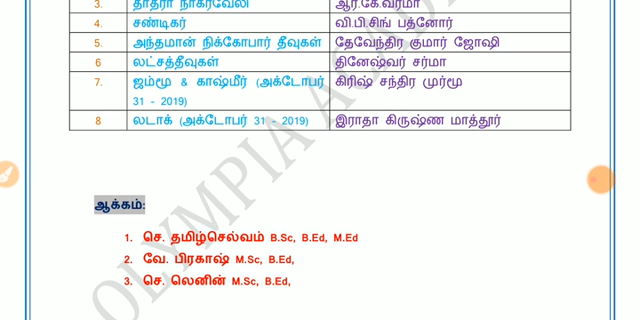 3. தாத்ரா நாகர்வேலி ஆர்.கே.வர்மா
4. சண்டிகர் வி.பி.சிங் பத்னோர்
5. அந்தமான் நிக்கோபார் தீவுகள் தேவேந்திர குமார் ஜோஷி
6 லட்சத்தீவுகள் தினேஷ்வர் சர்மா
7. ஜம்மூ & காஷ்மீர் (அக்டோபர் கிரிஷ் சந்திர முர்மூ
31 - 2019)
8 லடாக் (அக்டோபர் 31 - 2019) இராதா கிருஷ்ண மாத்தூர்
ஆக்கம்:
1. செ. தமிழ்செல்வம் B.Sc, B.Ed, M.Ed
2. வே. பிரகாஷ் M.Sc, B.Ed,
3. செ. லெனின் M.Sc, B.Ed,
OLYMPIA ACADE